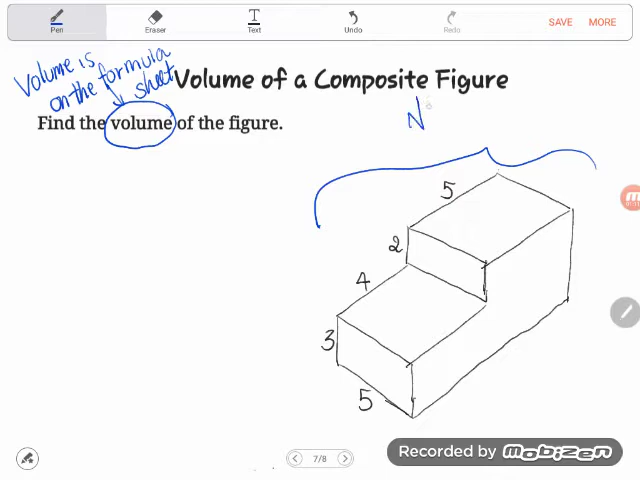 Pen
Eraser
Text
Undo
Redo
SAVE
MORE
Volume is
on the formula
sheet
Volume of a Composite Figure
Find the volume of the figure.
N
5
2
4
3
5
7/8
Recorded by
mobizen